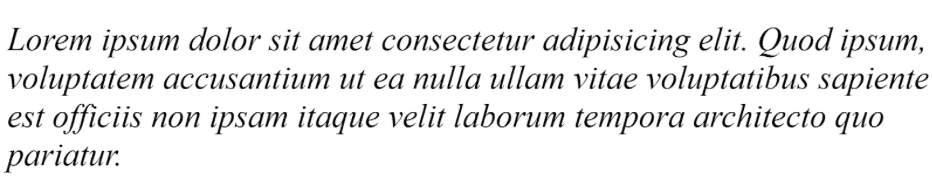 Lorem ipsum dolor sit amet consectetur adipisicing elit. Quod ipsum,
voluptatem accusantium ut ea nulla ullam vitae voluptatibus sapiente
est officiis non ipsam itaque velit laborum tempora architecto quo
pariatur.